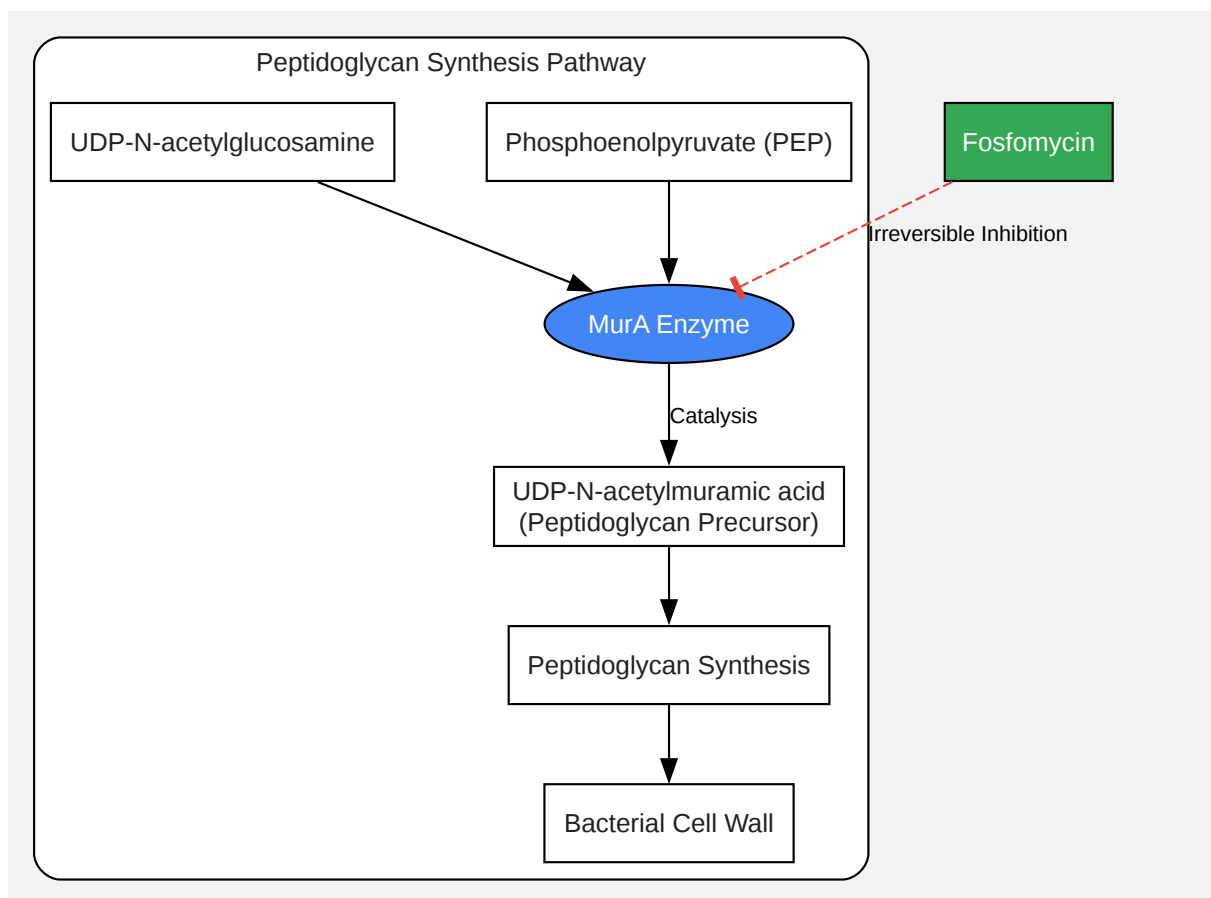 Peptidoglycan Synthesis Pathway
UDP-N-acetylglucosamine
Phosphoenolpyruvate (PEP)
Fosfomycin
Irreversible Inhibition
MurA Enzyme
Catalysis
UDP-N-acetylmuramic acid
(Peptidoglycan Precursor)
Peptidoglycan Synthesis
Bacterial Cell Wall